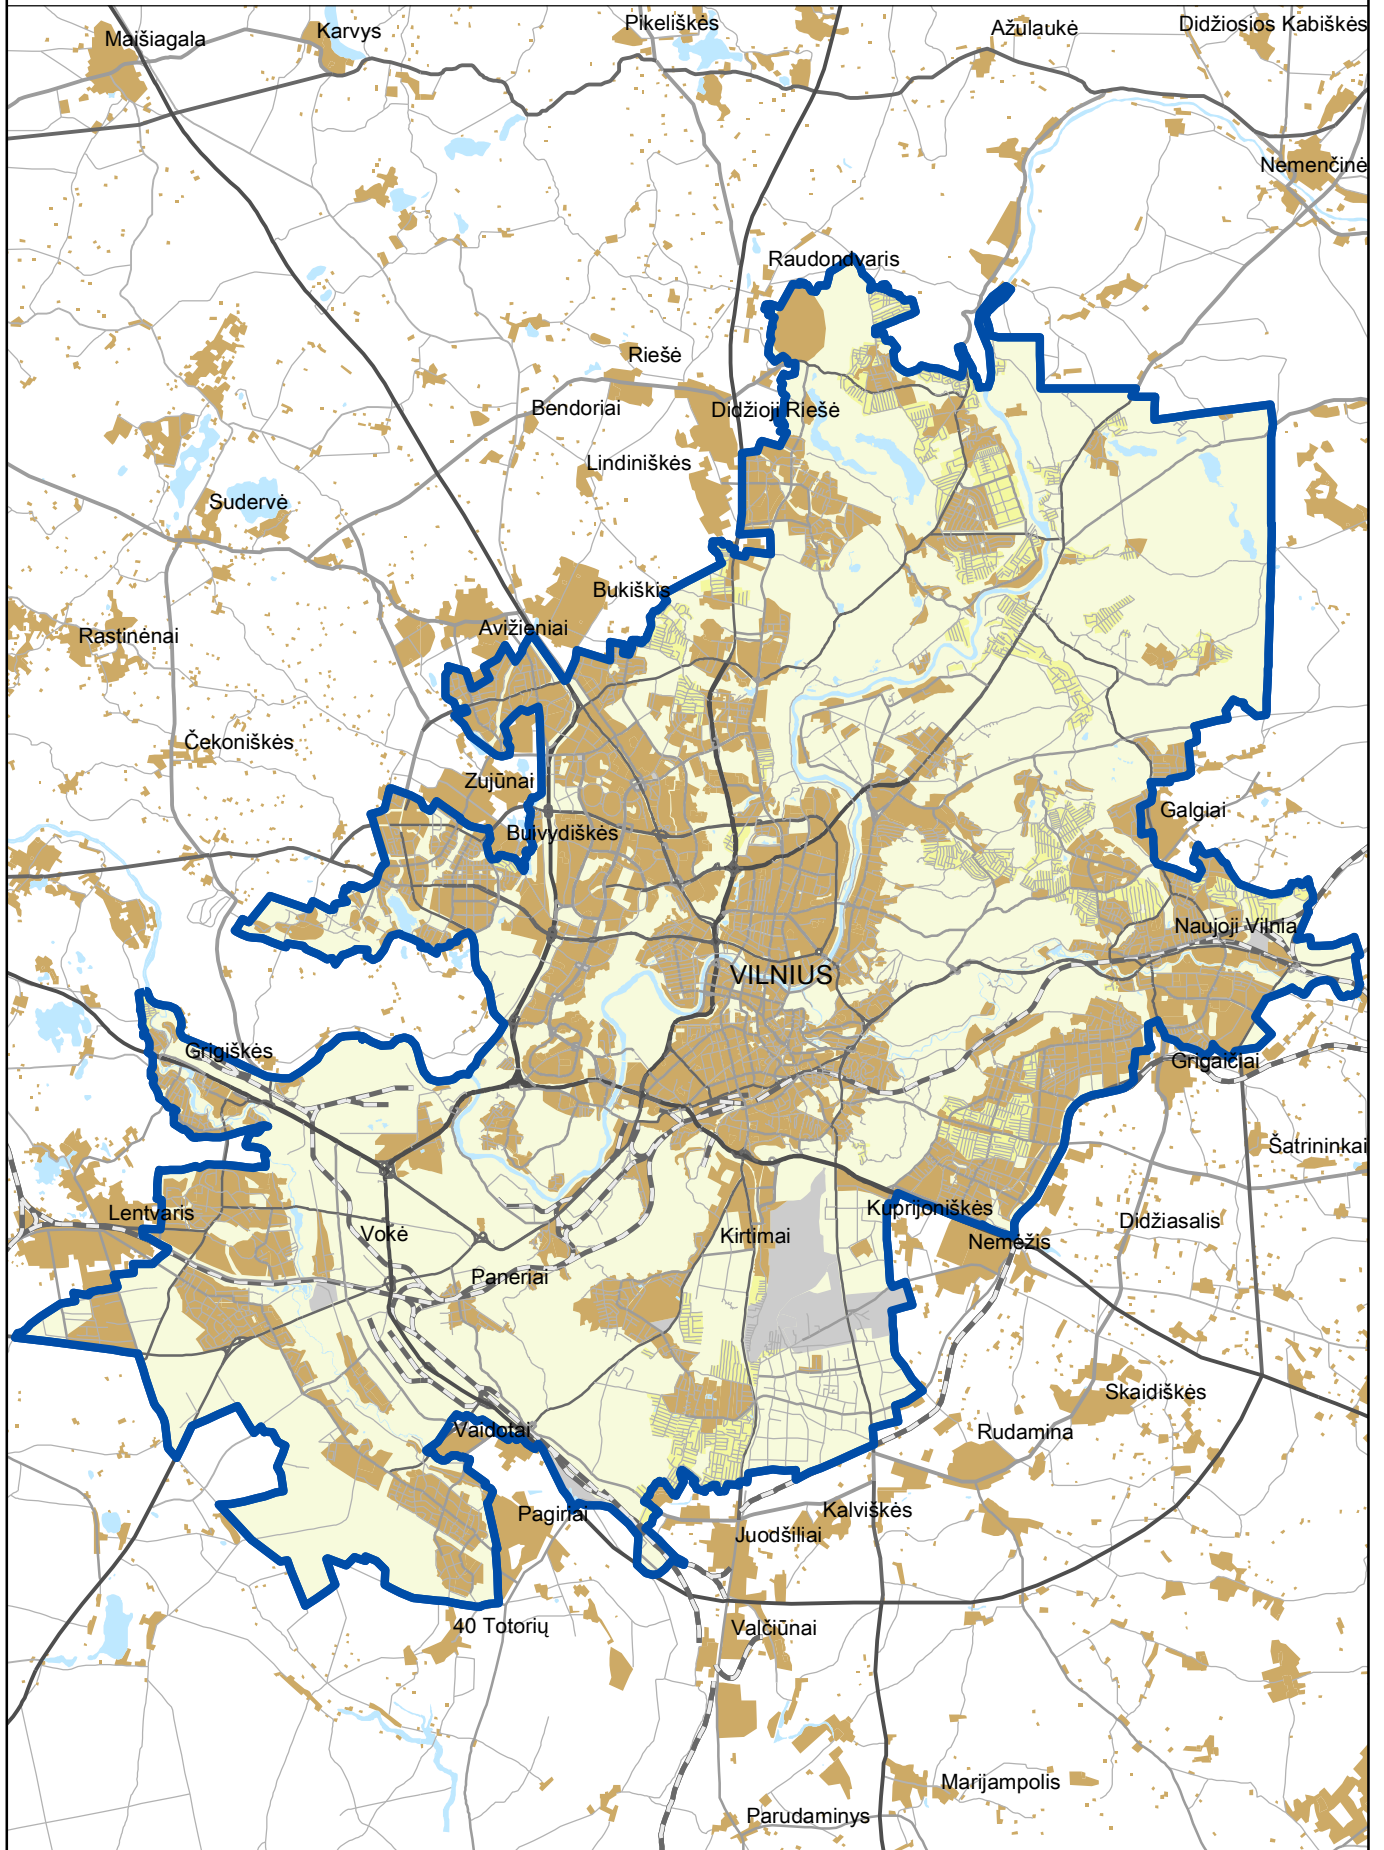 Maišiagala
Karvys
Pikeliškės
Ažulaukė
Didžiosios Kabiškės
Nemenčinė
Raudondvaris
Riešė
Bendoriai
Didžioji Riešė
Lindiniškės
Sudervė
Bukiškis
Avižieniai
Rastinėnai
Čekoniškės
Zujūnai
Buivydiškės
Galgiai
Naujoji Vilnia
VILNIUS
Grigiškės
Grigaičiai
Šatrininkai
Lentvaris
Vokė
Kirtimai
Kuprijoniškės
Didžiasalis
Nemėžis
Paneriai
Skaidiškės
Vaidotai
Rudamina
Pagiriai
Kalviškės
Juodšiliai
40 Totorių
Valčiūnai
Marijampolis
Parudaminys